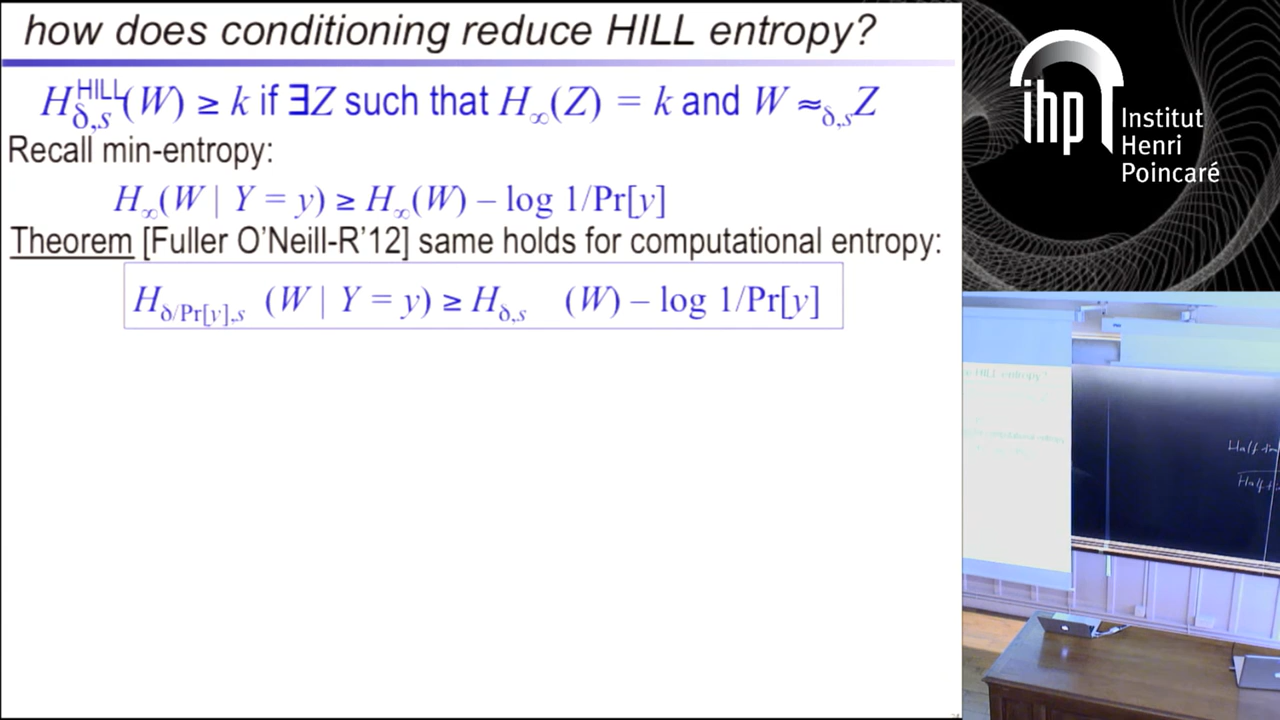 how does conditioning reduce HILL entropy?
H^HILL_δ,s(W) ≥ k if ∃Z such that H_∞(Z) = k and W ≈_δ,s Z
Recall min-entropy:
H_∞(W | Y = y) ≥ H_∞(W) – log 1/Pr[y]
Theorem [Fuller O'Neill-R'12] same holds for computational entropy:
H_δ/Pr[y],s (W | Y = y) ≥ H_δ,s (W) – log 1/Pr[y]
ihp
Institut
Henri
Poincaré
Half
Half